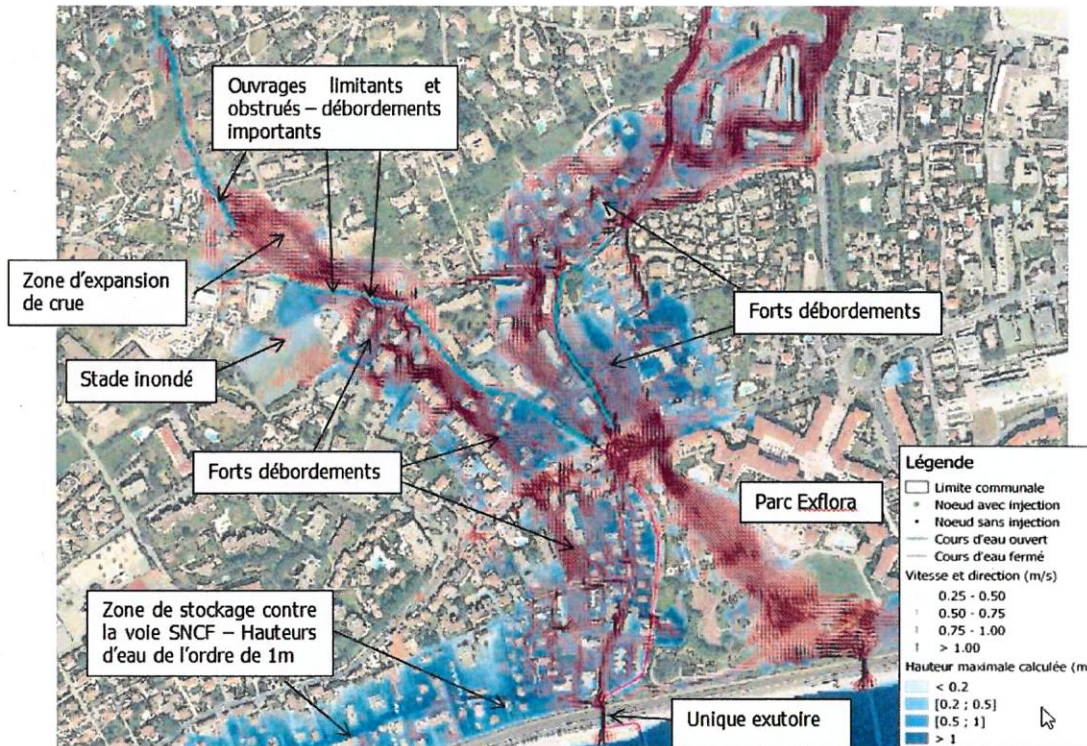 Ouvrages limitants et
obstrués – débordements
importants
Zone d'expansion
de crue
Stade inondé
Forts débordements
Forts débordements
Parc Exflora
Zone de stockage contre
la voie SNCF – Hauteurs
d'eau de l'ordre de 1m
Unique exutoire
Légende
Limite communale
Noeud avec injection
Noeud sans injection
Cours d'eau ouvert
Cours d'eau fermé
Vitesse et direction (m/s)
0.25 - 0.50
0.50 - 0.75
0.75 - 1.00
> 1.00
Hauteur maximale calculée (m
< 0.2
[0.2 ; 0.5]
[0.5 ; 1]
> 1